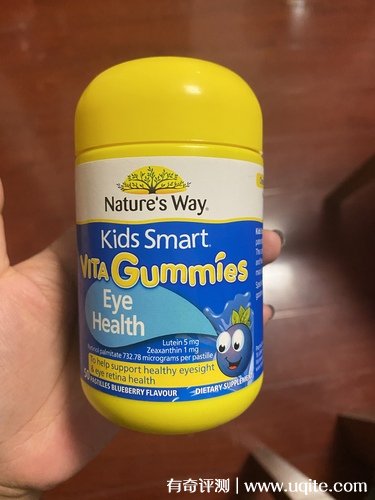 Nature's Way®
Kids Smart®
VITA Gummies
Eye
Health
Lutein 5 mg
Zeaxanthin 1 mg
palmitate 732.78 micrograms per pastille
To help support healthy eyesight
& eye retina health
PASTILLES BLUEBERRY FLAVOUR
DIETARY SUPPLEMENT
有奇评测 | www.uqite.com